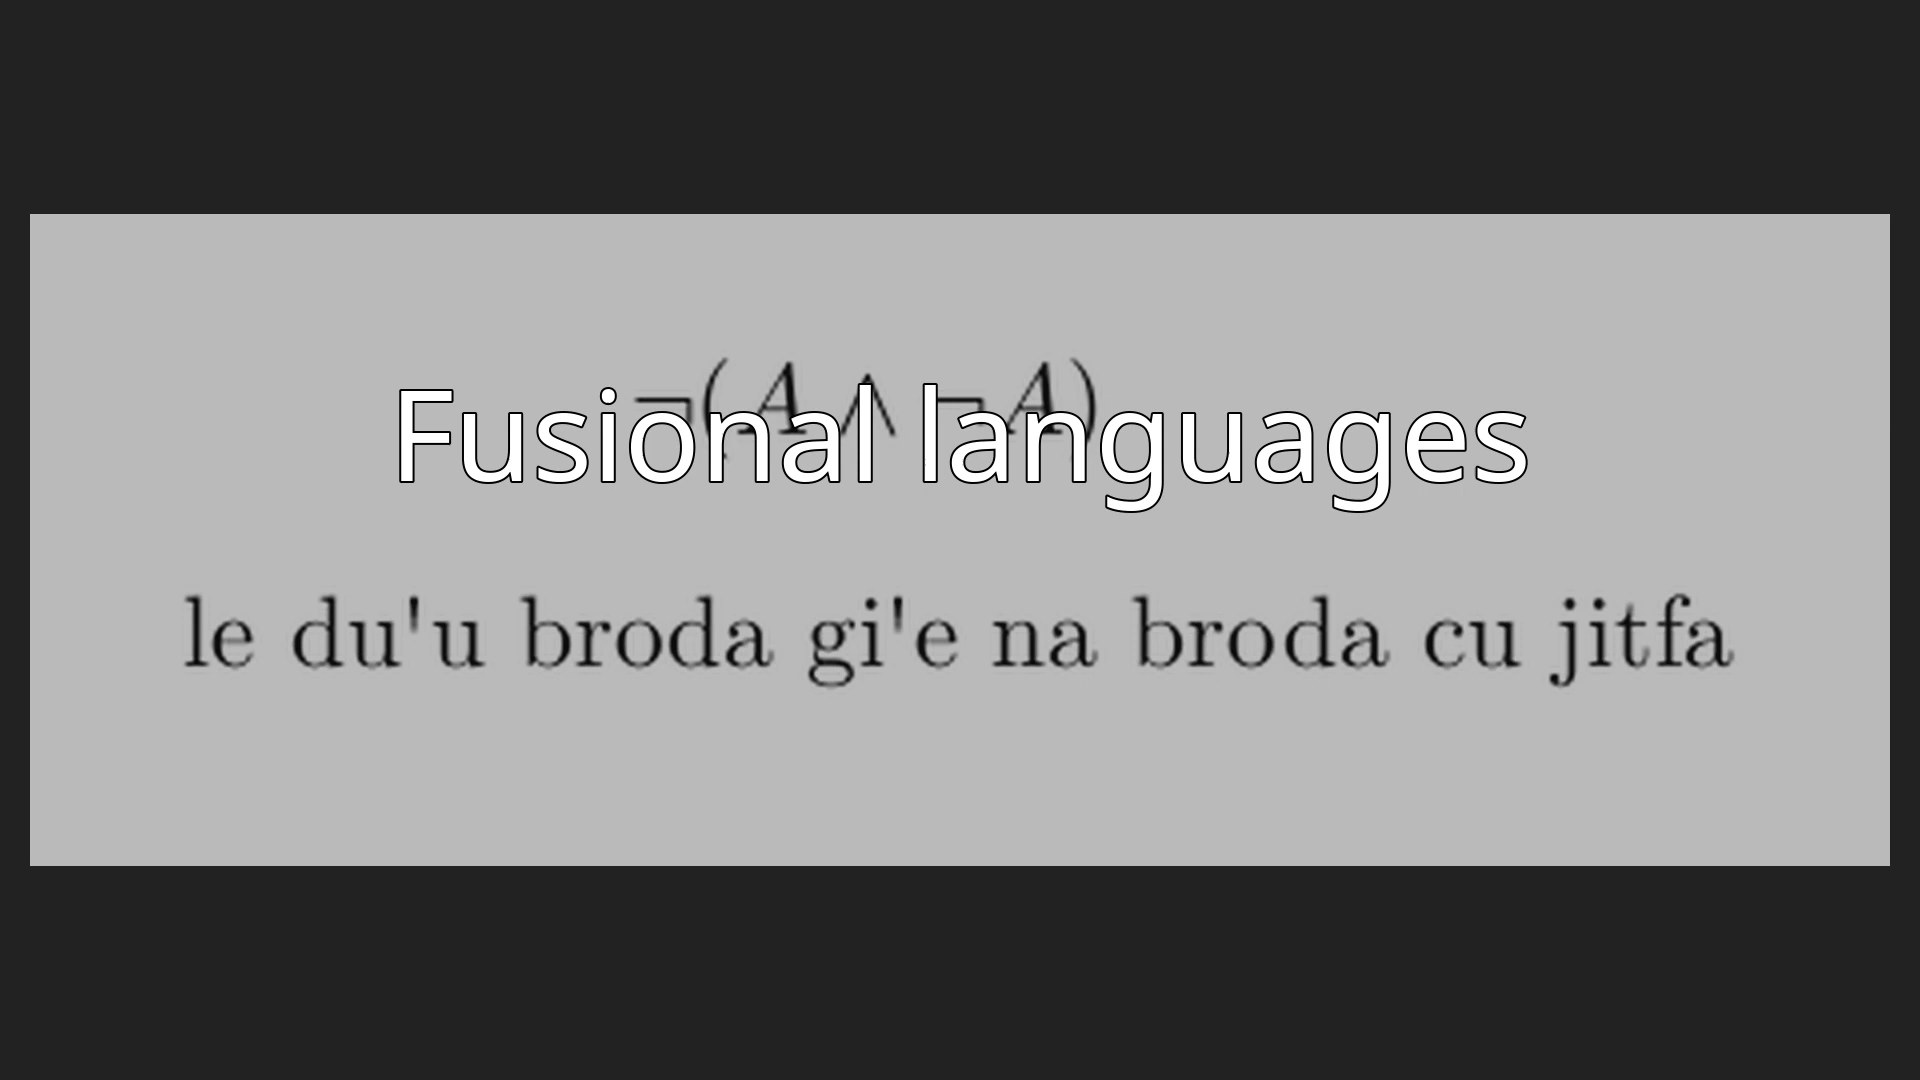 ¬(A ∧ ¬A)
Fusional languages
le du'u broda gi'e na broda cu jitfa